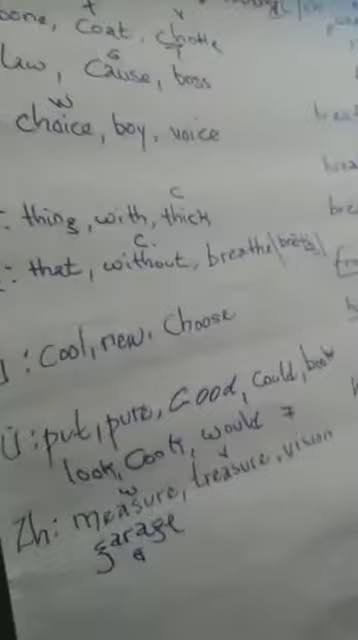 bone, coat, chose
law, cause, boss
choice, boy, voice
: thing, with, thick
: that, without, breathe
: cool, new, choose
Ü: put, pure, Good, could, book
look, cook, would
Zh: measure, treasure, vision
garage